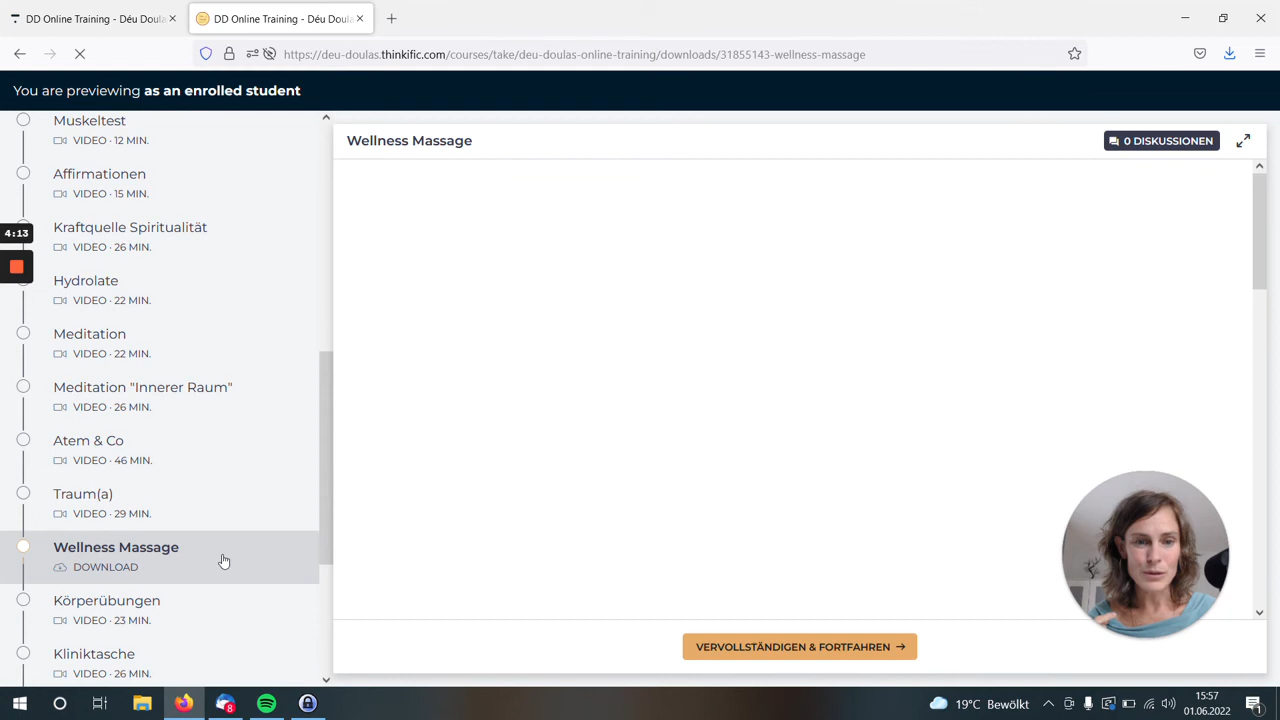 DD Online Training - Déu Doula
DD Online Training - Déu Doula
https://deu-doulas.thinkific.com/courses/take/deu-doulas-online-training/downloads/31855143-wellness-massage
You are previewing as an enrolled student
Muskeltest
VIDEO · 12 MIN.
Affirmationen
VIDEO · 15 MIN.
Kraftquelle Spiritualität
VIDEO · 26 MIN.
4:13
Hydrolate
VIDEO · 22 MIN.
Meditation
VIDEO · 22 MIN.
Meditation "Innerer Raum"
VIDEO · 26 MIN.
Atem & Co
VIDEO · 46 MIN.
Traum(a)
VIDEO · 29 MIN.
Wellness Massage
DOWNLOAD
Körperübungen
VIDEO · 23 MIN.
Kliniktasche
VIDEO · 26 MIN.
Wellness Massage
0 DISKUSSIONEN
VERVOLLSTÄNDIGEN & FORTFAHREN
8
19°C Bewölkt
15:57
01.06.2022
1